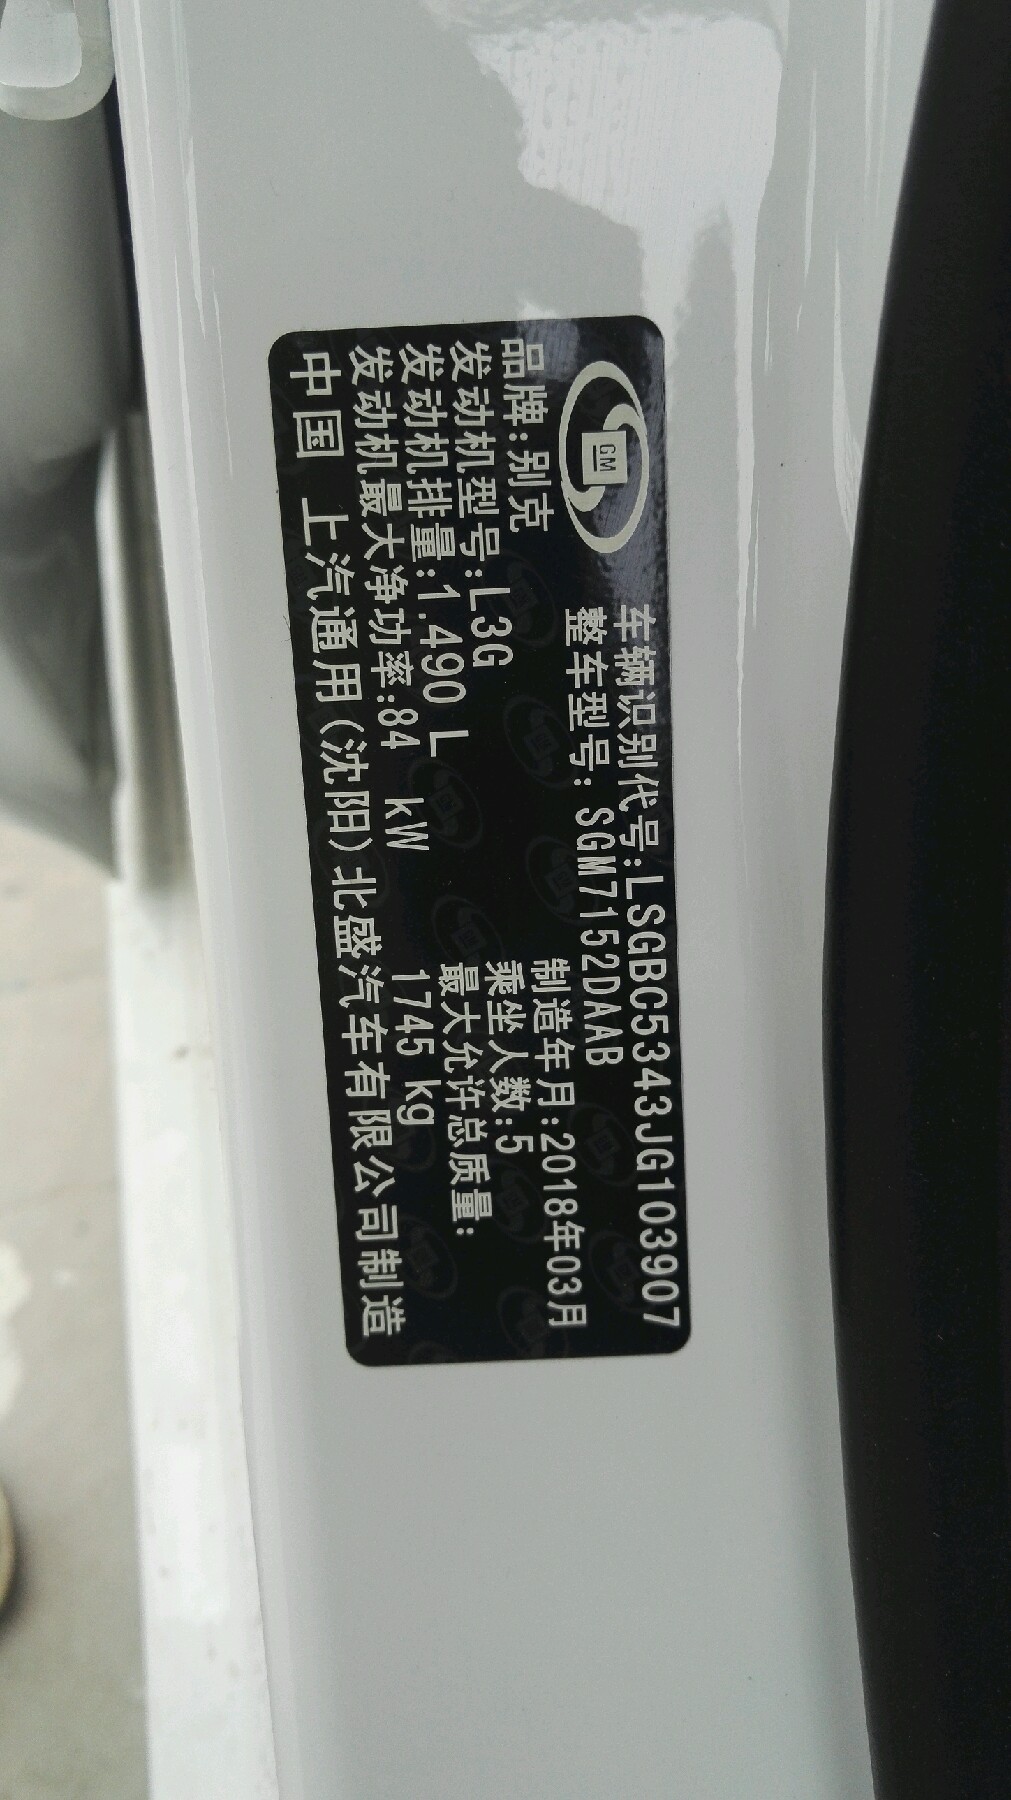 GM
车辆识别代号:LSGBC5343JG103907
整车型号:SGM7152DAAB
品牌:别克
制造年月:2018年03月
发动机型号:L3G
乘坐人数:5
发动机排量:1.490 L
最大允许总质量:
发动机最大净功率:84 kW
1745 kg
中国 上汽通用(沈阳)北盛汽车有限公司制造